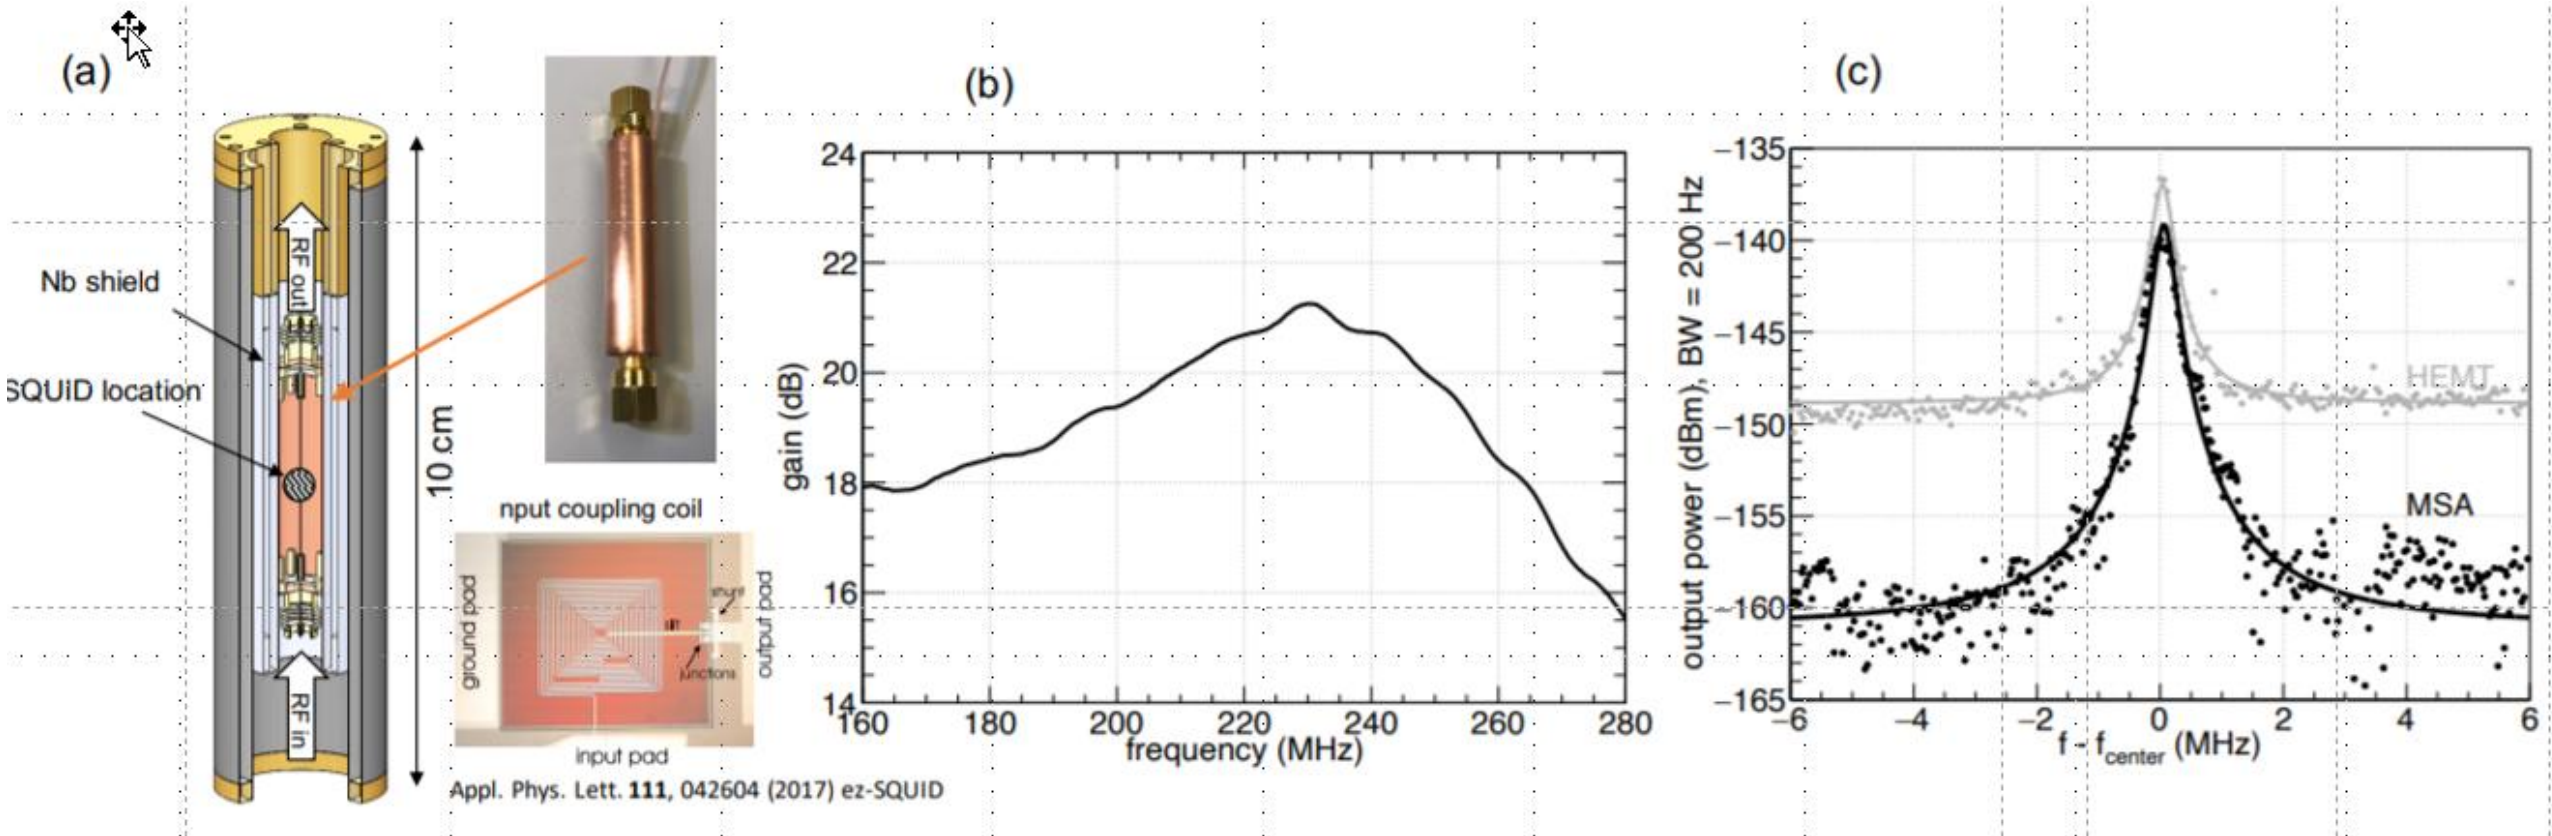 (a)
Nb shield
SQUiD location
RF out
RF in
10 cm
nput coupling coil
ground pad
shunt
junctions
output pad
input pad
Appl. Phys. Lett. 111, 042604 (2017) ez-SQUID
(b)
gain (dB)
24
22
20
18
16
14
160 180 200 220 240 260 280
frequency (MHz)
(c)
output power (dBm), BW = 200 Hz
−135
−140
−145
−150
−155
−160
−165
HEMT
MSA
−6 −4 −2 0 2 4 6
f - fcenter (MHz)